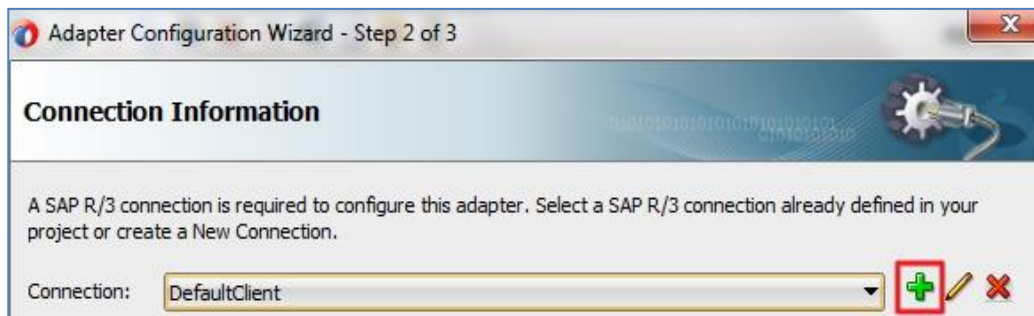 Adapter Configuration Wizard - Step 2 of 3
Connection Information
A SAP R/3 connection is required to configure this adapter. Select a SAP R/3 connection already defined in your
project or create a New Connection.
Connection: DefaultClient